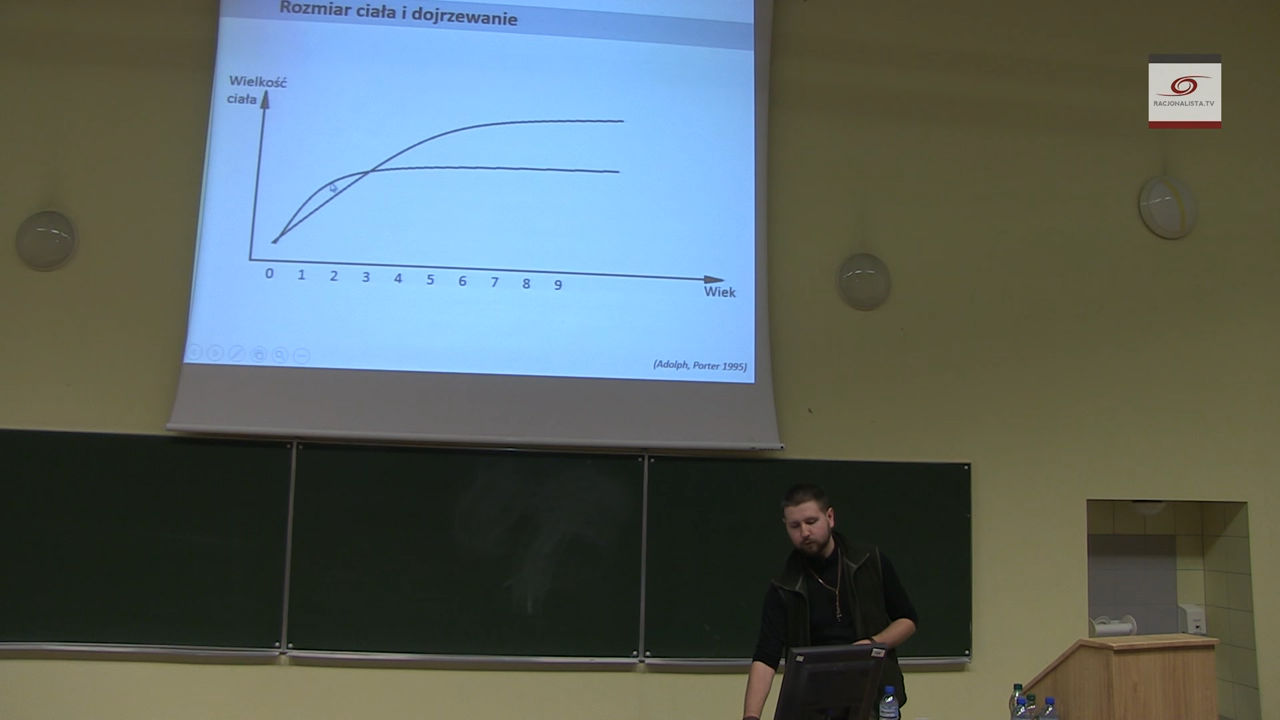 Rozmiar ciała i dojrzewanie
Wielkość
ciała
0 1 2 3 4 5 6 7 8 9
Wiek
(Adolph, Porter 1995)
RACJONALISTA.TV